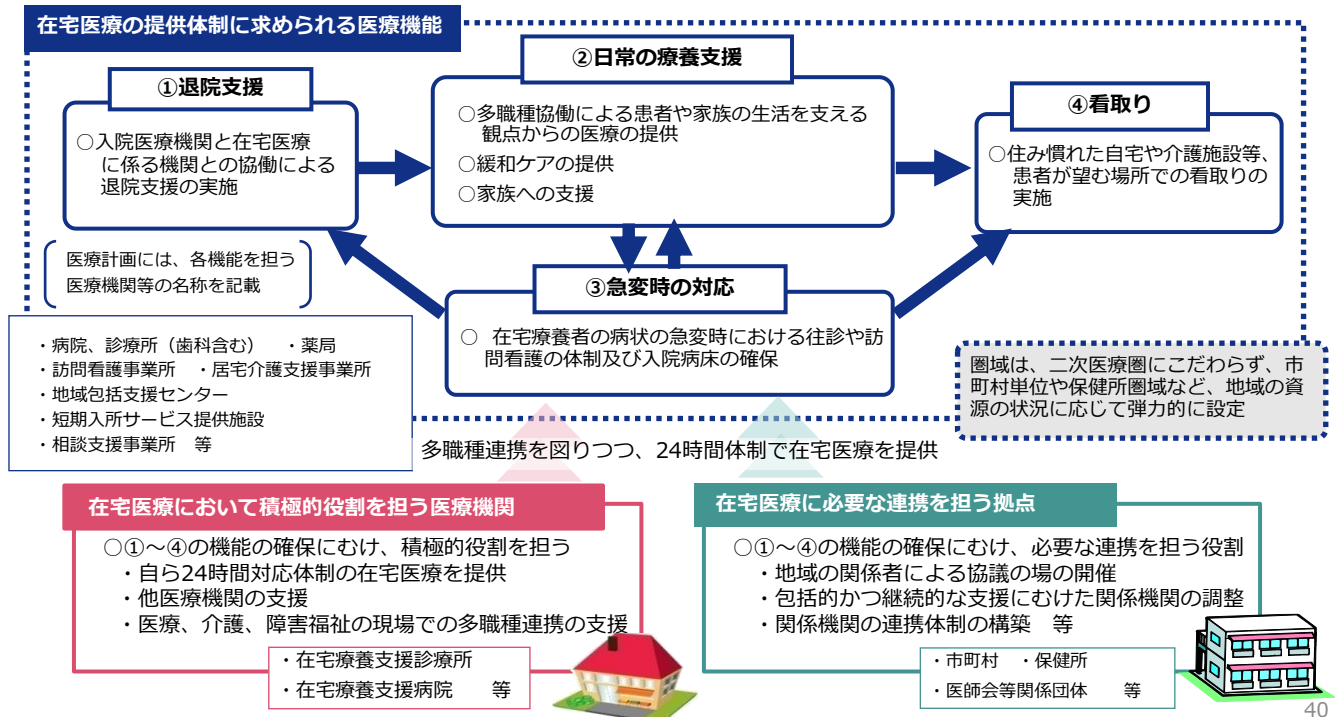 在宅医療の提供体制に求められる医療機能
①退院支援
○入院医療機関と在宅医療
に係る機関との協働による
退院支援の実施
②日常の療養支援
○多職種協働による患者や家族の生活を支える
観点からの医療の提供
○緩和ケアの提供
○家族への支援
④看取り
○住み慣れた自宅や介護施設等、
患者が望む場所での看取りの
実施
医療計画には、各機能を担う
医療機関等の名称を記載
③急変時の対応
○　在宅療養者の病状の急変時における往診や訪
問看護の体制及び入院病床の確保
・病院、診療所（歯科含む）　・薬局
・訪問看護事業所　・居宅介護支援事業所
・地域包括支援センター
・短期入所サービス提供施設
・相談支援事業所　等
圏域は、二次医療圏にこだわらず、市
町村単位や保健所圏域など、地域の資
源の状況に応じて弾力的に設定
多職種連携を図りつつ、24時間体制で在宅医療を提供
在宅医療において積極的役割を担う医療機関
○①～④の機能の確保にむけ、積極的役割を担う
・自ら24時間対応体制の在宅医療を提供
・他医療機関の支援
・医療、介護、障害福祉の現場での多職種連携の支援
・在宅療養支援診療所
・在宅療養支援病院　　等
在宅医療に必要な連携を担う拠点
○①～④の機能の確保にむけ、必要な連携を担う役割
・地域の関係者による協議の場の開催
・包括的かつ継続的な支援にむけた関係機関の調整
・関係機関の連携体制の構築　等
・市町村　・保健所
・医師会等関係団体　　等
40